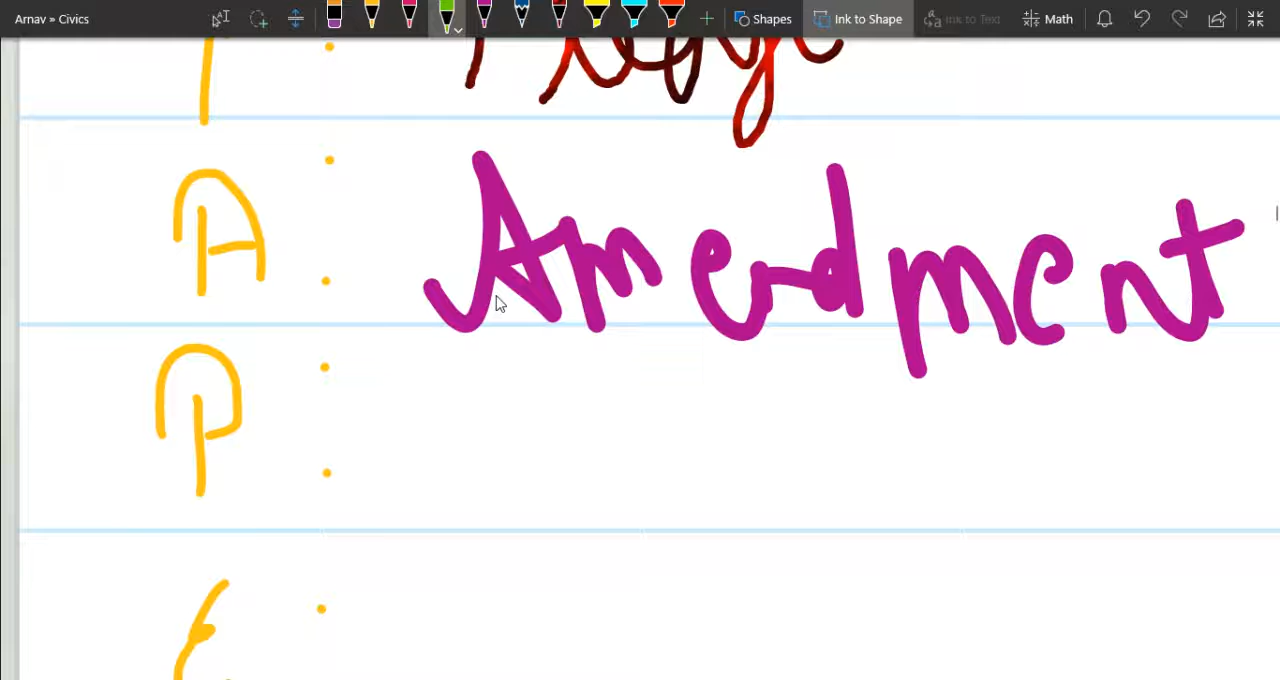 Arnav » Civics Shapes Ink to Shape Ink to Text Math
A : Amendment
P :